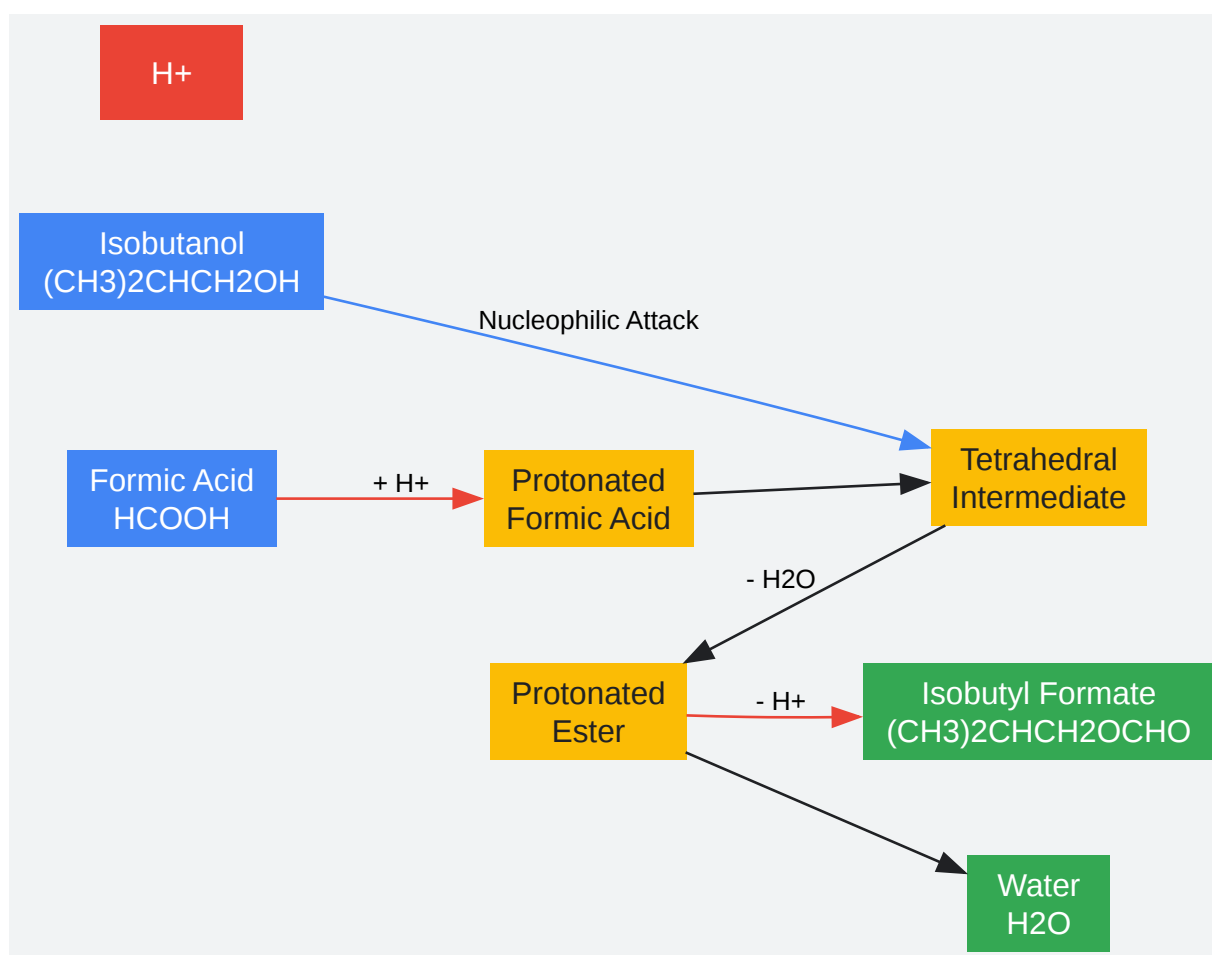 H+
Isobutanol
(CH3)2CHCH2OH
Nucleophilic Attack
Formic Acid
HCOOH
+ H+
Protonated
Formic Acid
Tetrahedral
Intermediate
- H2O
Protonated
Ester
- H+
Isobutyl Formate
(CH3)2CHCH2OCHO
Water
H2O